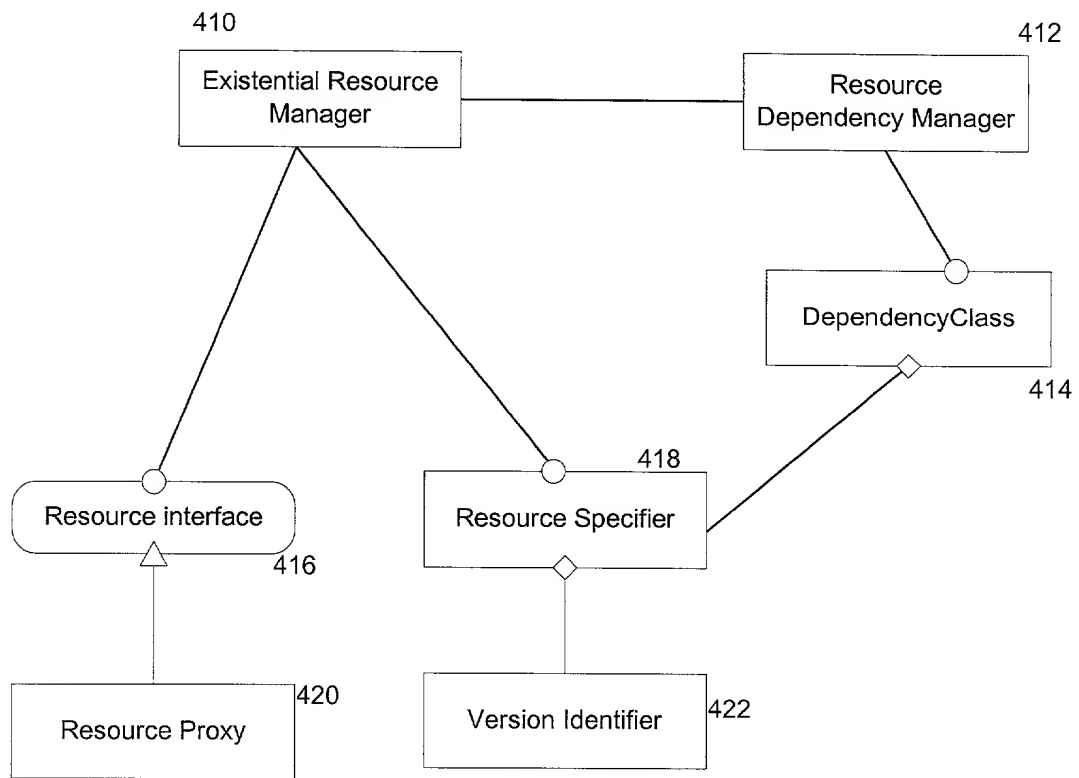 410
Existential Resource
Manager
412
Resource
Dependency Manager
DependencyClass
414
Resource interface
416
418
Resource Specifier
420
Resource Proxy
Version Identifier
422